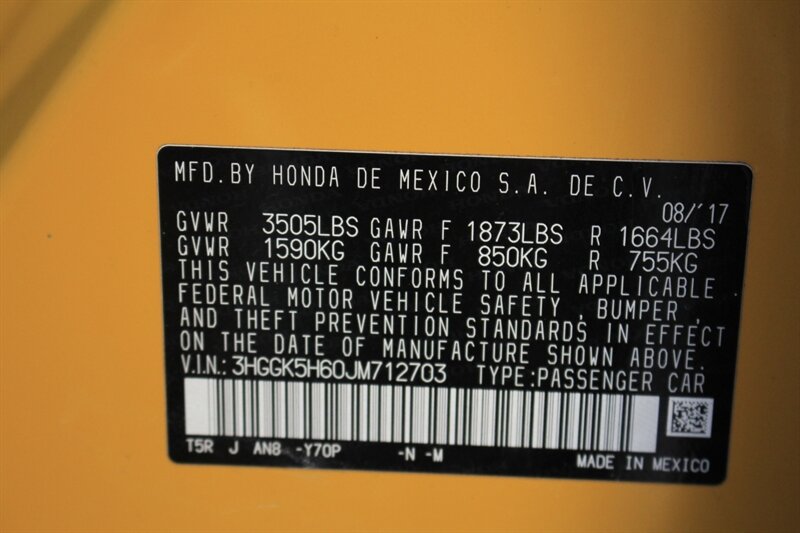 MFD.BY HONDA DE MEXICO S.A. DE C.V.
08/'17
GVWR 3505LBS GAWR F 1873LBS R 1664LBS
GVWR 1590KG GAWR F 850KG R 755KG
THIS VEHICLE CONFORMS TO ALL APPLICABLE
FEDERAL MOTOR VEHICLE SAFETY , BUMPER ,
AND THEFT PREVENTION STANDARDS IN EFFECT
ON THE DATE OF MANUFACTURE SHOWN ABOVE.
V.I.N.: 3HGGK5H60JM712703 TYPE:PASSENGER CAR
T5R J AN8 -Y70P -N -M
MADE IN MEXICO